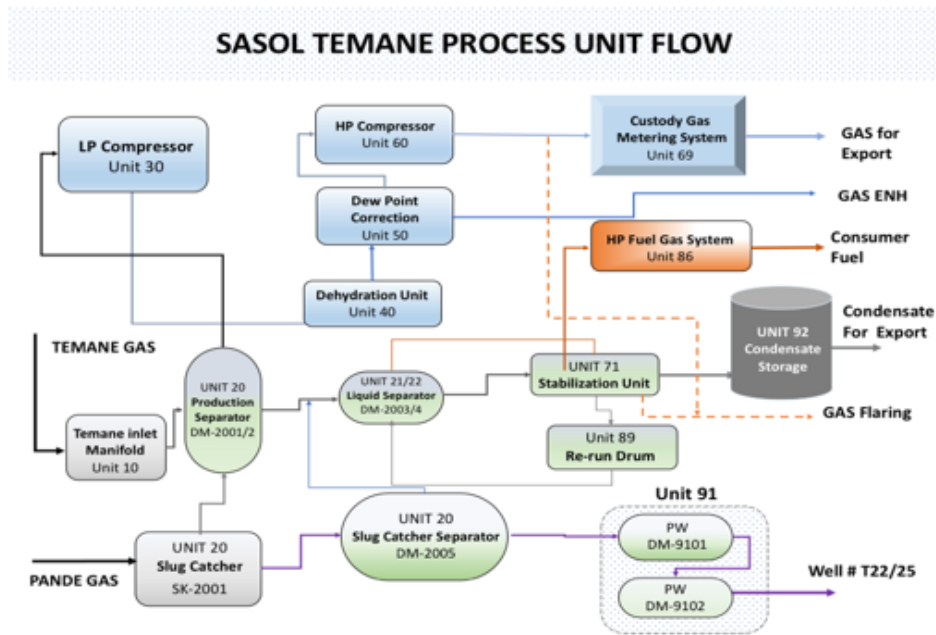 SASOL TEMANE PROCESS UNIT FLOW
LP Compressor
Unit 30
HP Compressor
Unit 60
Custody Gas
Metering System
Unit 69
GAS for
Export
Dew Point
Correction
Unit 50
GAS ENH
HP Fuel Gas System
Unit 86
Consumer
Fuel
Dehydration Unit
Unit 40
TEMANE GAS
UNIT 20
Production
Separator
DM-2001/2
UNIT 21/22
Liquid Separator
DM-2003/4
UNIT 71
Stabilization Unit
UNIT 92
Condensate
Storage
Condensate
For Export
GAS Flaring
Temane inlet
Manifold
Unit 10
Unit 89
Re-run Drum
UNIT 20
Slug Catcher
SK-2001
PANDE GAS
UNIT 20
Slug Catcher Separator
DM-2005
Unit 91
PW
DM-9101
PW
DM-9102
Well # T22/25